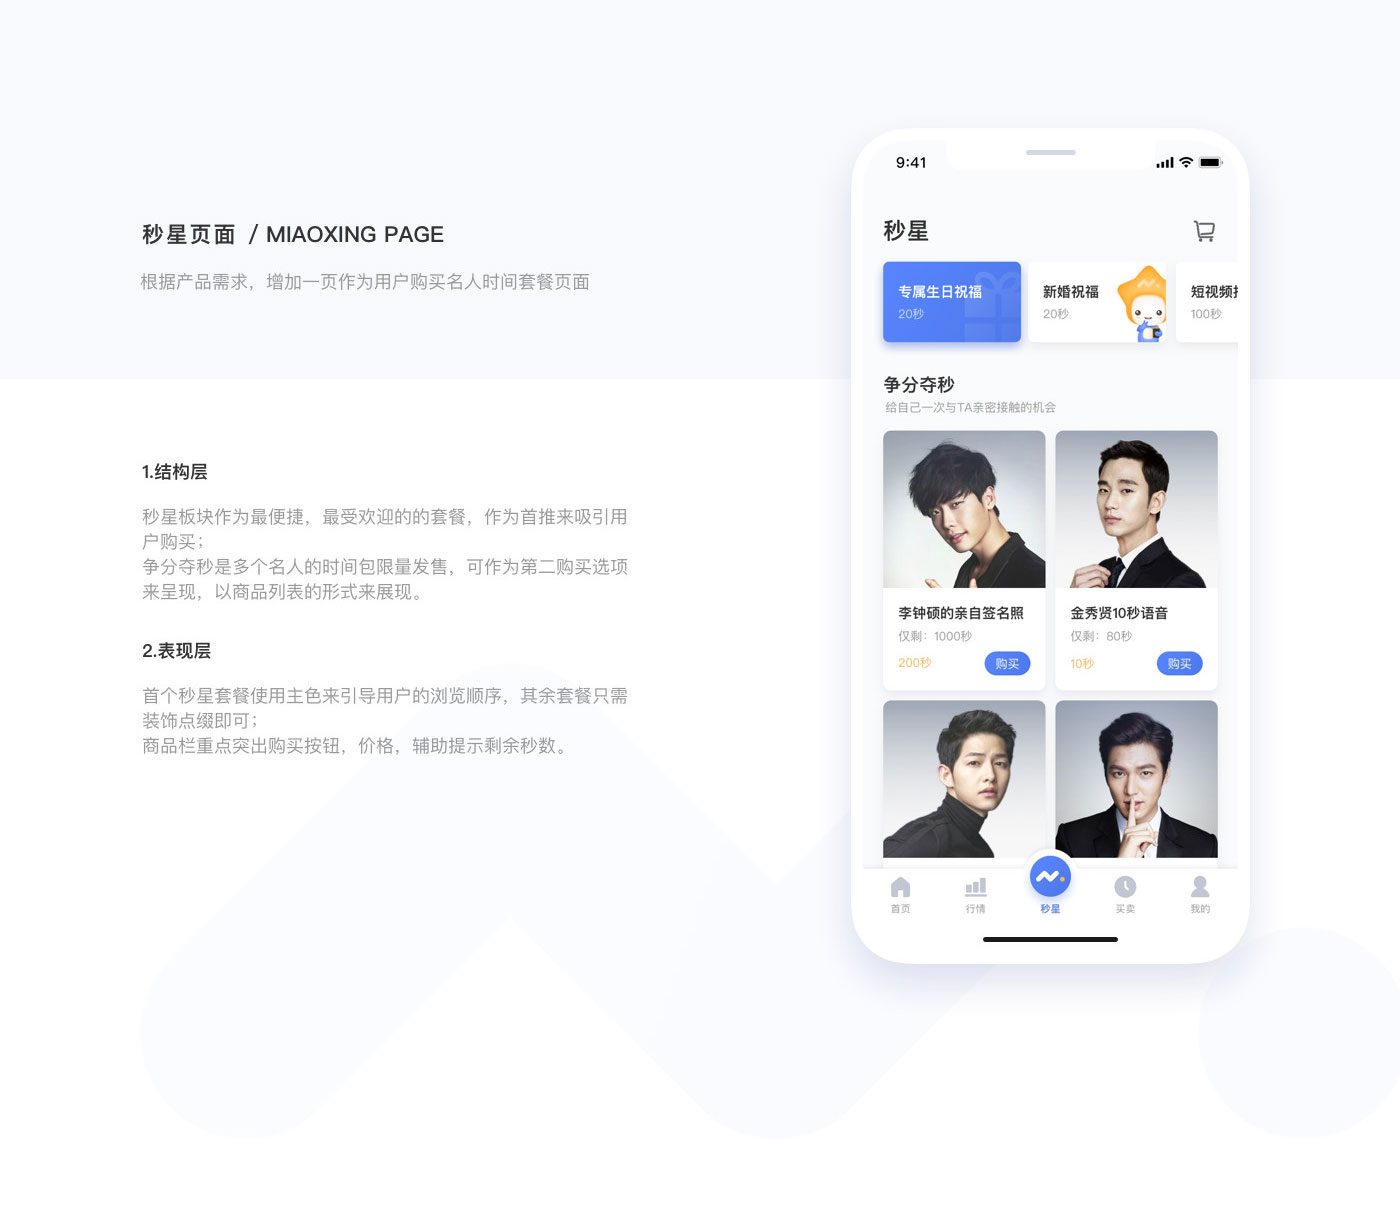 秒星页面 / MIAOXING PAGE
根据产品需求，增加一页作为用户购买名人时间套餐页面
1.结构层
秒星板块作为最便捷，最受欢迎的的套餐，作为首推来吸引用
户购买；
争分夺秒是多个名人的时间包限量发售，可作为第二购买选项
来呈现，以商品列表的形式来展现。
2.表现层
首个秒星套餐使用主色来引导用户的浏览顺序，其余套餐只需
装饰点缀即可；
商品栏重点突出购买按钮，价格，辅助提示剩余秒数。
9:41
秒星
专属生日祝福
20秒
新婚祝福
20秒
短视频
100秒
争分夺秒
给自己一次与TA亲密接触的机会
李钟硕的亲自签名照
仅剩：1000秒
200秒
购买
金秀贤10秒语音
仅剩：80秒
10秒
购买
首页
行情
秒星
买卖
我的